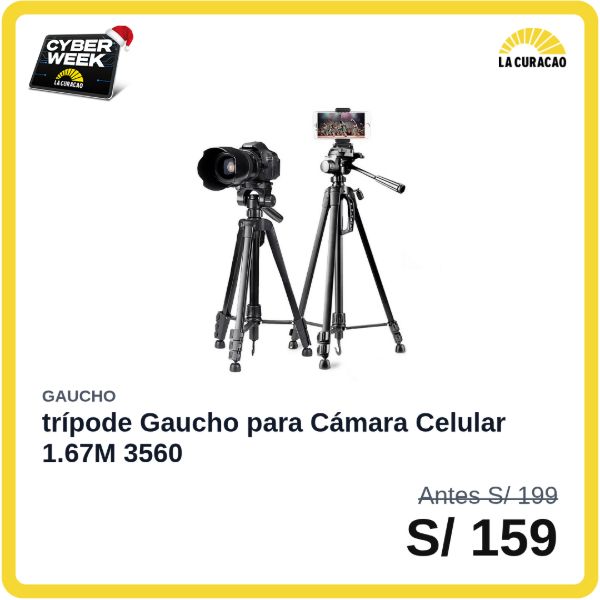 CYBER
WEEK
LA CURACAO
LA CURACAO
GAUCHO
trípode Gaucho para Cámara Celular
1.67M 3560
Antes S/ 199
S/ 159